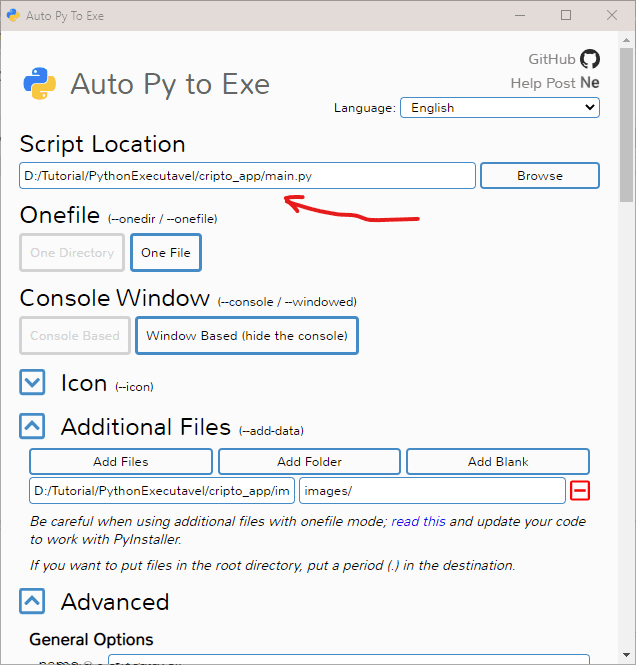 Auto Py To Exe
GitHub
Help Post Ne
Auto Py to Exe
Language: English
Script Location
D:/Tutorial/PythonExecutavel/cripto_app/main.py Browse
Onefile (--onedir / --onefile)
One Directory One File
Console Window (--console / --windowed)
Console Based Window Based (hide the console)
Icon (--icon)
Additional Files (--add-data)
Add Files Add Folder Add Blank
D:/Tutorial/PythonExecutavel/cripto_app/im images/
Be careful when using additional files with onefile mode; read this and update your code
to work with PyInstaller.
If you want to put files in the root directory, put a period (.) in the destination.
Advanced
General Options